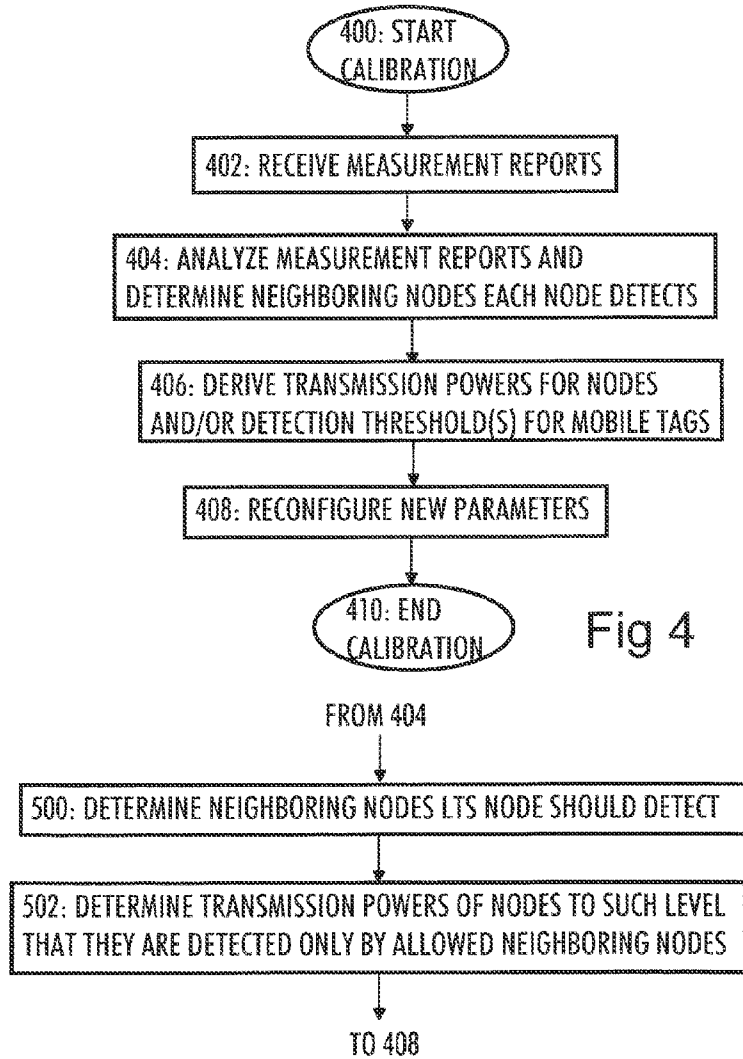 400: START
CALIBRATION
402: RECEIVE MEASUREMENT REPORTS
404: ANALYZE MEASUREMENT REPORTS AND
DETERMINE NEIGHBORING NODES EACH NODE DETECTS
406: DERIVE TRANSMISSION POWERS FOR NODES
AND/OR DETECTION THRESHOLD(S) FOR MOBILE TAGS
408: RECONFIGURE NEW PARAMETERS
410: END
CALIBRATION
Fig 4
FROM 404
500: DETERMINE NEIGHBORING NODES LTS NODE SHOULD DETECT
502: DETERMINE TRANSMISSION POWERS OF NODES TO SUCH LEVEL
THAT THEY ARE DETECTED ONLY BY ALLOWED NEIGHBORING NODES
TO 408